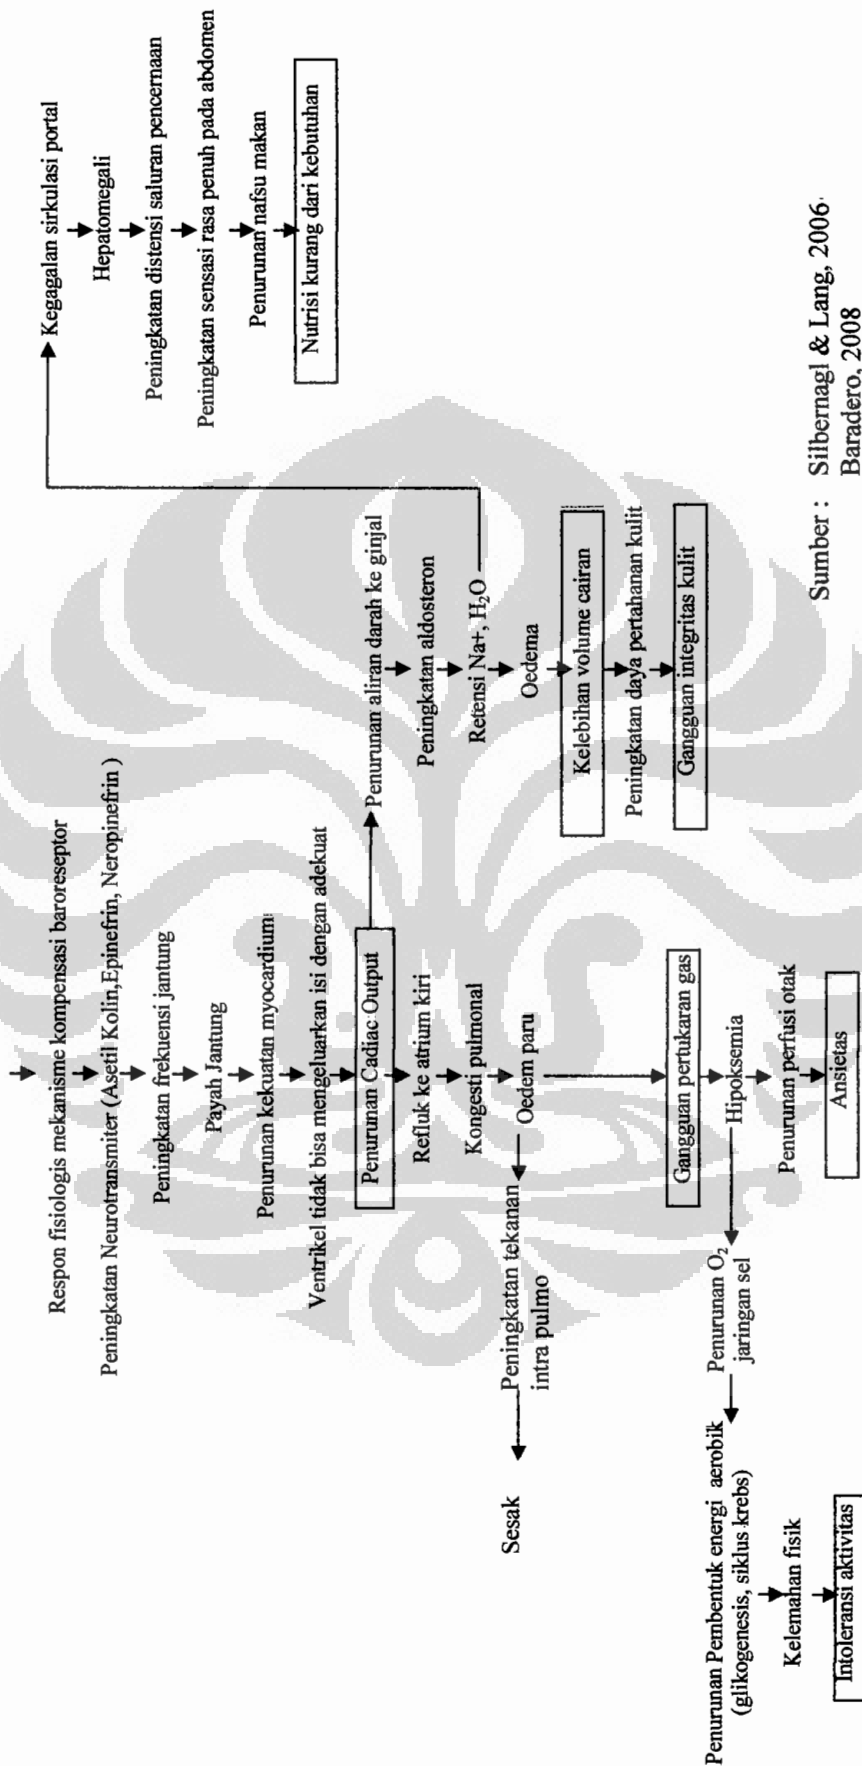 Respon fisiologis mekanisme kompensasi baroreseptor
Peningkatan Neurotransmiter ( Asetil Kolin,Epinefrin, Neropinefrin )
Peningkatan frekuensi jantung
Payah Jantung
Penurunan kekuatan myocardium
Ventrikel tidak bisa mengeluarkan isi dengan adekuat
Penurunan Cadiac Output
Refluk ke atrium kiri
Kongesti pulmonal
Oedem paru
Peningkatan tekanan
intra pulmo
Sesak
Gangguan pertukaran gas
Hipoksemia
Penurunan perfusi otak
Ansietas
Penurunan O₂
jaringan sel
Penurunan Pembentuk energi aerobik
(glikogenesis, siklus krebs)
Kelemahan fisik
Intoleransi aktivitas
Penurunan aliran darah ke ginjal
Peningkatan aldosteron
Retensi Na+, H₂O
Oedema
Kelebihan volume cairan
Peningkatan daya pertahanan kulit
Gangguan integritas kulit
Kegagalan sirkulasi portal
Hepatomegali
Peningkatan distensi saluran pencernaan
Peningkatan sensasi rasa penuh pada abdomen
Penurunan nafsu makan
Nutrisi kurang dari kebutuhan
Sumber : Silbernagl & Lang, 2006
Baradero, 2008